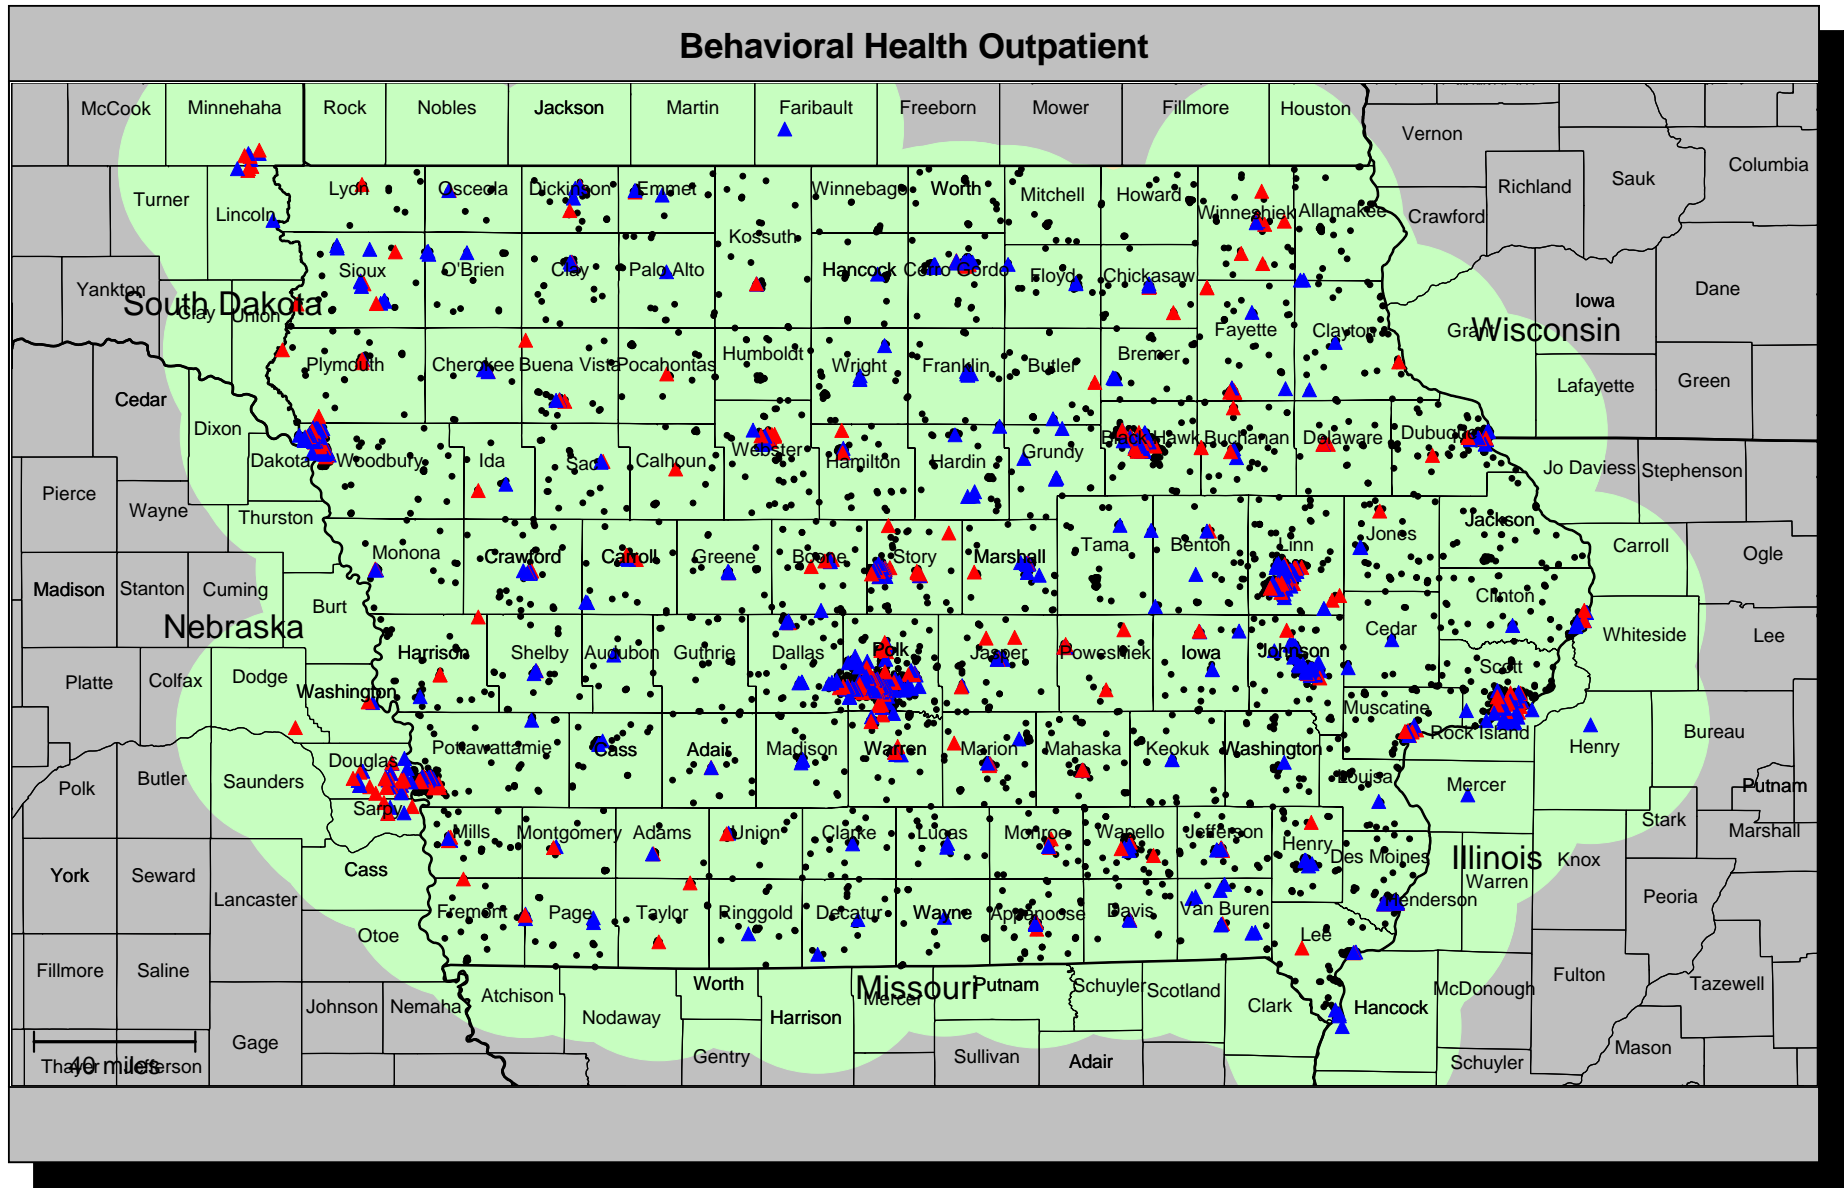 Behavioral Health Outpatient
McCook Minnehaha Rock Nobles Jackson Martin Faribault Freeborn Mower Fillmore Houston
Vernon Columbia
Turner Lincoln Lyon Osceola Dickinson Emmet Winnebago Worth Mitchell Howard Winneshiek Allamakee Crawford Richland Sauk
Kossuth
Yankton Clay Union Sioux O'Brien Clay Palo Alto Hancock Cerro Gordo Floyd Chickasaw Iowa Dane
South Dakota
Fayette Clayton Grant
Wisconsin
Plymouth Cherokee Buena Vista Pocahontas Humboldt Wright Franklin Butler Bremer Lafayette Green
Cedar
Dixon
Dakota Woodbury Ida Sac Calhoun Webster Hamilton Hardin Grundy Black Hawk Buchanan Delaware Dubuque Jo Daviess Stephenson
Pierce Wayne Thurston
Monona Crawford Carroll Greene Boone Story Marshall Tama Benton Linn Jones Jackson Carroll Ogle
Madison Stanton Cuming Burt Clinton
Nebraska
Harrison Shelby Audubon Guthrie Dallas Polk Jasper Poweshiek Iowa Johnson Cedar Whiteside Lee
Platte Colfax Dodge Washington Scott
Muscatine
Pottawattamie Cass Adair Madison Warren Marion Mahaska Keokuk Washington Rock Island Henry Bureau
Douglas Louisa
Polk Butler Saunders Sarpy Mercer Putnam
Mills Montgomery Adams Union Clarke Lucas Monroe Wapello Jefferson Henry Des Moines Stark Marshall
Illinois
York Seward Cass Lancaster Knox Warren Peoria
Fremont Page Taylor Ringgold Decatur Wayne Appanoose Davis Van Buren Lee Henderson
Otoe
Fillmore Saline Fulton Tazewell
Missouri
Johnson Nemaha Atchison Nodaway Worth Harrison Mercer Putnam Schuyler Scotland Clark Hancock McDonough
Gage Gentry Sullivan Adair Schuyler Mason
Thayer Jefferson
40 miles